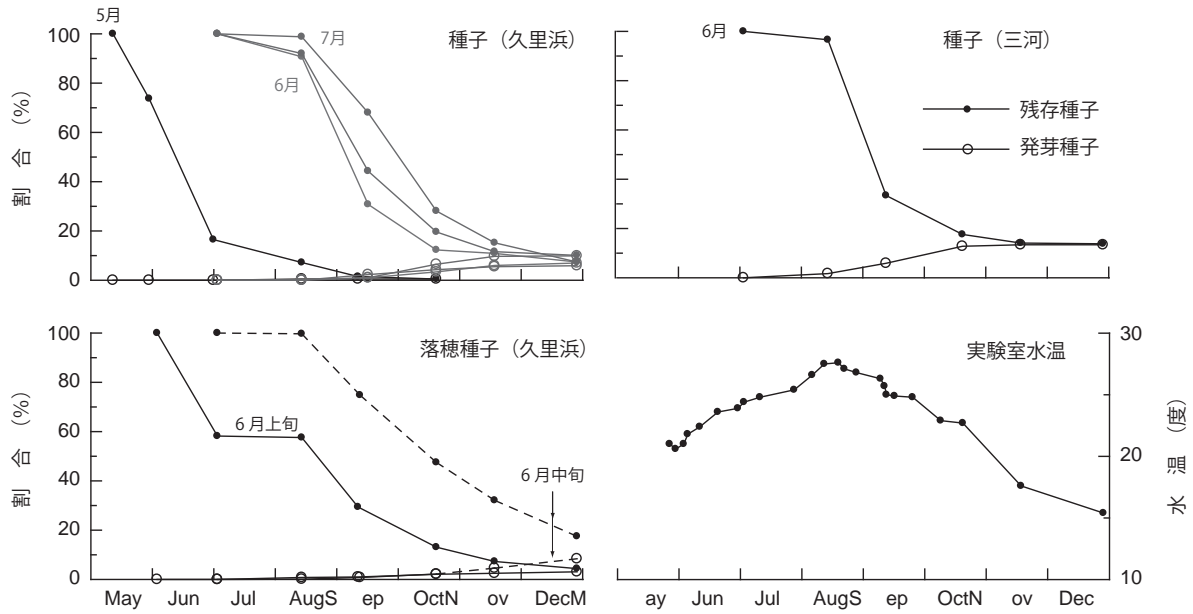 5月
7月
6月
種子（久里浜）
100
80
60
40
20
0
割 合 （%）
6月
種子（三河）
残存種子
発芽種子
落穂種子（久里浜）
6月上旬
6月中旬
100
80
60
40
20
0
割 合 （%）
May Jun Jul AugS ep OctN ov DecM
実験室水温
30
20
10
水 温 （度）
ay Jun Jul AugS ep OctN ov Dec